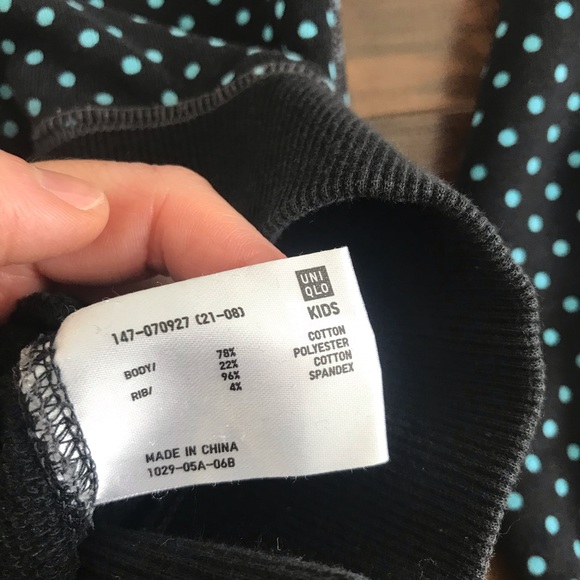 UNI
QLO
KIDS
147-070927 (21-08)
BODY/ 78% COTTON
22% POLYESTER
RIB/ 96% COTTON
4% SPANDEX
MADE IN CHINA
1029-05A-06B